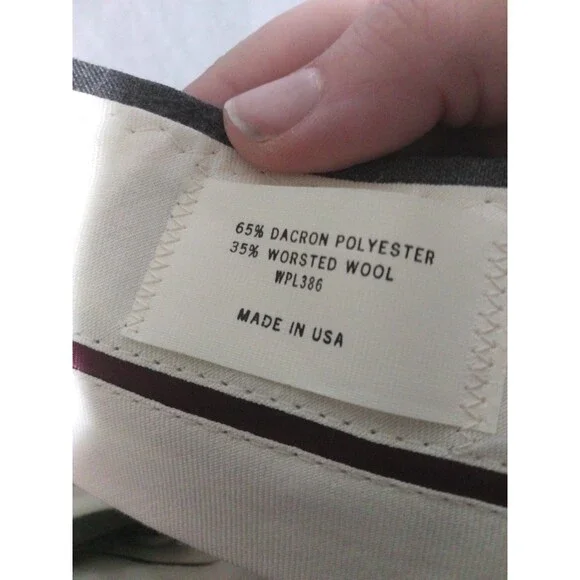 65% DACRON POLYESTER
35% WORSTED WOOL
WPL386
MADE IN USA